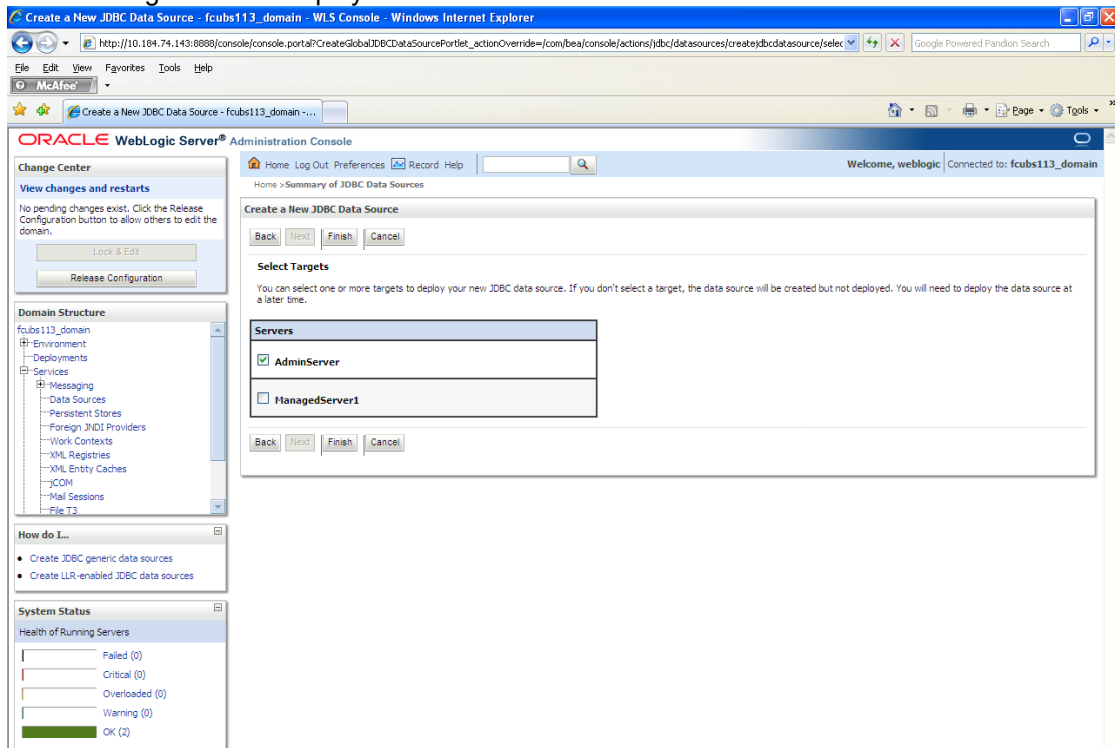 Create a New JDBC Data Source - fcubs113_domain - WLS Console - Windows Internet Explorer
http://10.184.74.143:8888/console/console.portal?CreateGlobalJDBCDataSourcePortlet_actionOverride=/com/bea/console/actions/jdbc/datasources/createjdbcdatasource/selec
Google Powered Pandion Search
File Edit View Favorites Tools Help
McAfee
Create a New JDBC Data Source - fcubs113_domain -...
Page Tools
ORACLE WebLogic Server® Administration Console
Change Center
View changes and restarts
No pending changes exist. Click the Release
Configuration button to allow others to edit the
domain.
Lock & Edit
Release Configuration
Domain Structure
fcubs113_domain
Environment
Deployments
Services
Messaging
Data Sources
Persistent Stores
Foreign JNDI Providers
Work Contexts
XML Registries
XML Entity Caches
jCOM
Mail Sessions
File T3
How do I...
Create JDBC generic data sources
Create LLR-enabled JDBC data sources
System Status
Health of Running Servers
Failed (0)
Critical (0)
Overloaded (0)
Warning (0)
OK (2)
Home Log Out Preferences Record Help
Welcome, weblogic Connected to: fcubs113_domain
Home >Summary of JDBC Data Sources
Create a New JDBC Data Source
Back Next Finish Cancel
Select Targets
You can select one or more targets to deploy your new JDBC data source. If you don't select a target, the data source will be created but not deployed. You will need to deploy the data source at
a later time.
Servers
AdminServer
ManagedServer1
Back Next Finish Cancel